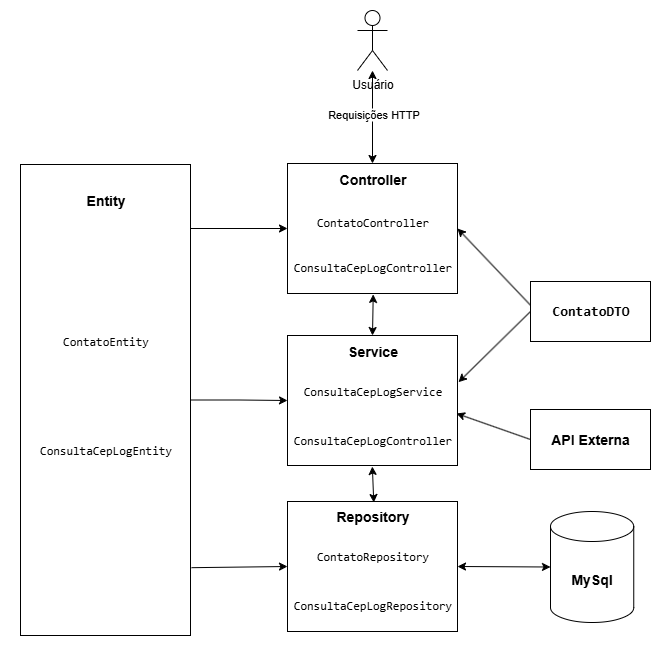 Usuário
Requisições HTTP
Entity
ContatoEntity
ConsultaCepLogEntity
Controller
ContatoController
ConsultaCepLogController
Service
ConsultaCepLogService
ConsultaCepLogController
Repository
ContatoRepository
ConsultaCepLogRepository
ContatoDTO
API Externa
MySql